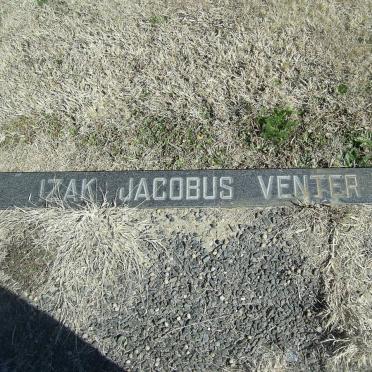 IZAK JACOBUS VENTER